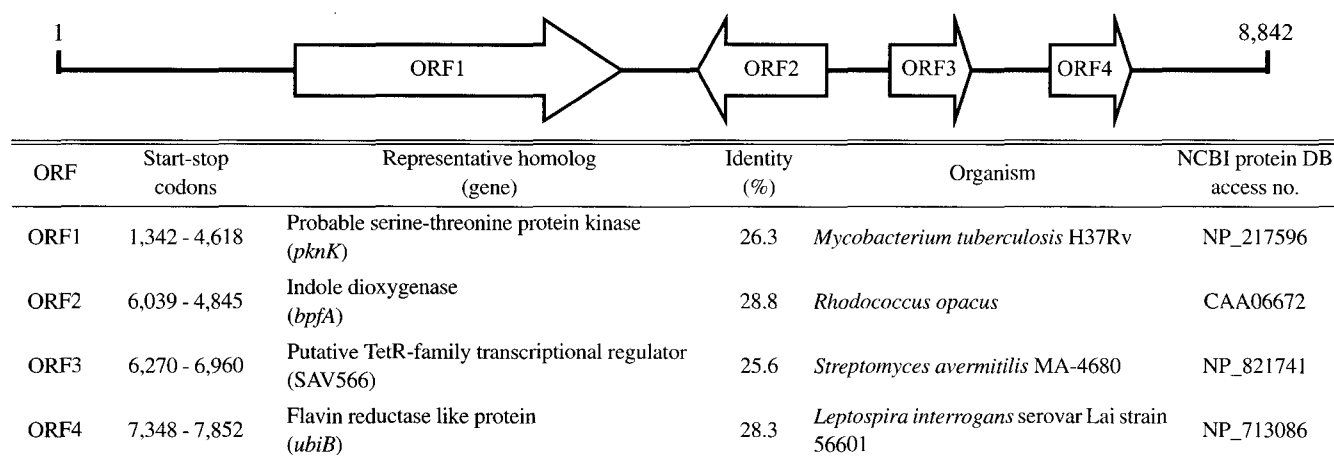 1
8,842
ORF1
ORF2
ORF3
ORF4
ORF Start-stop codons Representative homolog (gene) Identity (%) Organism NCBI protein DB access no.
ORF1 1,342 - 4,618 Probable serine-threonine protein kinase (pknK) 26.3 Mycobacterium tuberculosis H37Rv NP_217596
ORF2 6,039 - 4,845 Indole dioxygenase (bpfA) 28.8 Rhodococcus opacus CAA06672
ORF3 6,270 - 6,960 Putative TetR-family transcriptional regulator (SAV566) 25.6 Streptomyces avermitilis MA-4680 NP_821741
ORF4 7,348 - 7,852 Flavin reductase like protein (ubiB) 28.3 Leptospira interrogans serovar Lai strain 56601 NP_713086